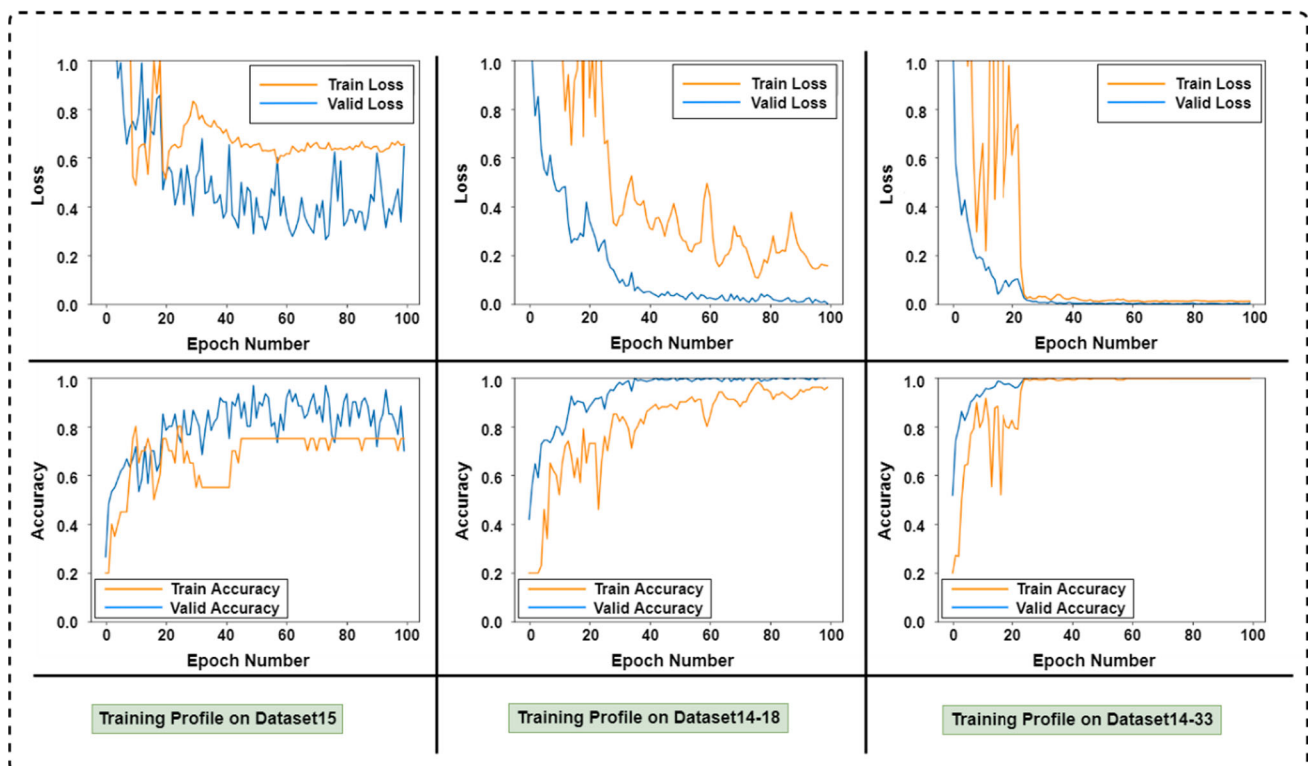 1.0
0.8
0.6
0.4
0.2
0.0
Loss
Train Loss
Valid Loss
0 20 40 60 80 100
Epoch Number
1.0
0.8
0.6
0.4
0.2
0.0
Loss
Train Loss
Valid Loss
0 20 40 60 80 100
Epoch Number
1.0
0.8
0.6
0.4
0.2
0.0
Loss
Train Loss
Valid Loss
0 20 40 60 80 100
Epoch Number
1.0
0.8
0.6
0.4
0.2
0.0
Accuracy
Train Accuracy
Valid Accuracy
0 20 40 60 80 100
Epoch Number
1.0
0.8
0.6
0.4
0.2
0.0
Accuracy
Train Accuracy
Valid Accuracy
0 20 40 60 80 100
Epoch Number
1.0
0.8
0.6
0.4
0.2
0.0
Accuracy
Train Accuracy
Valid Accuracy
0 20 40 60 80 100
Epoch Number
Training Profile on Dataset15
Training Profile on Dataset14-18
Training Profile on Dataset14-33